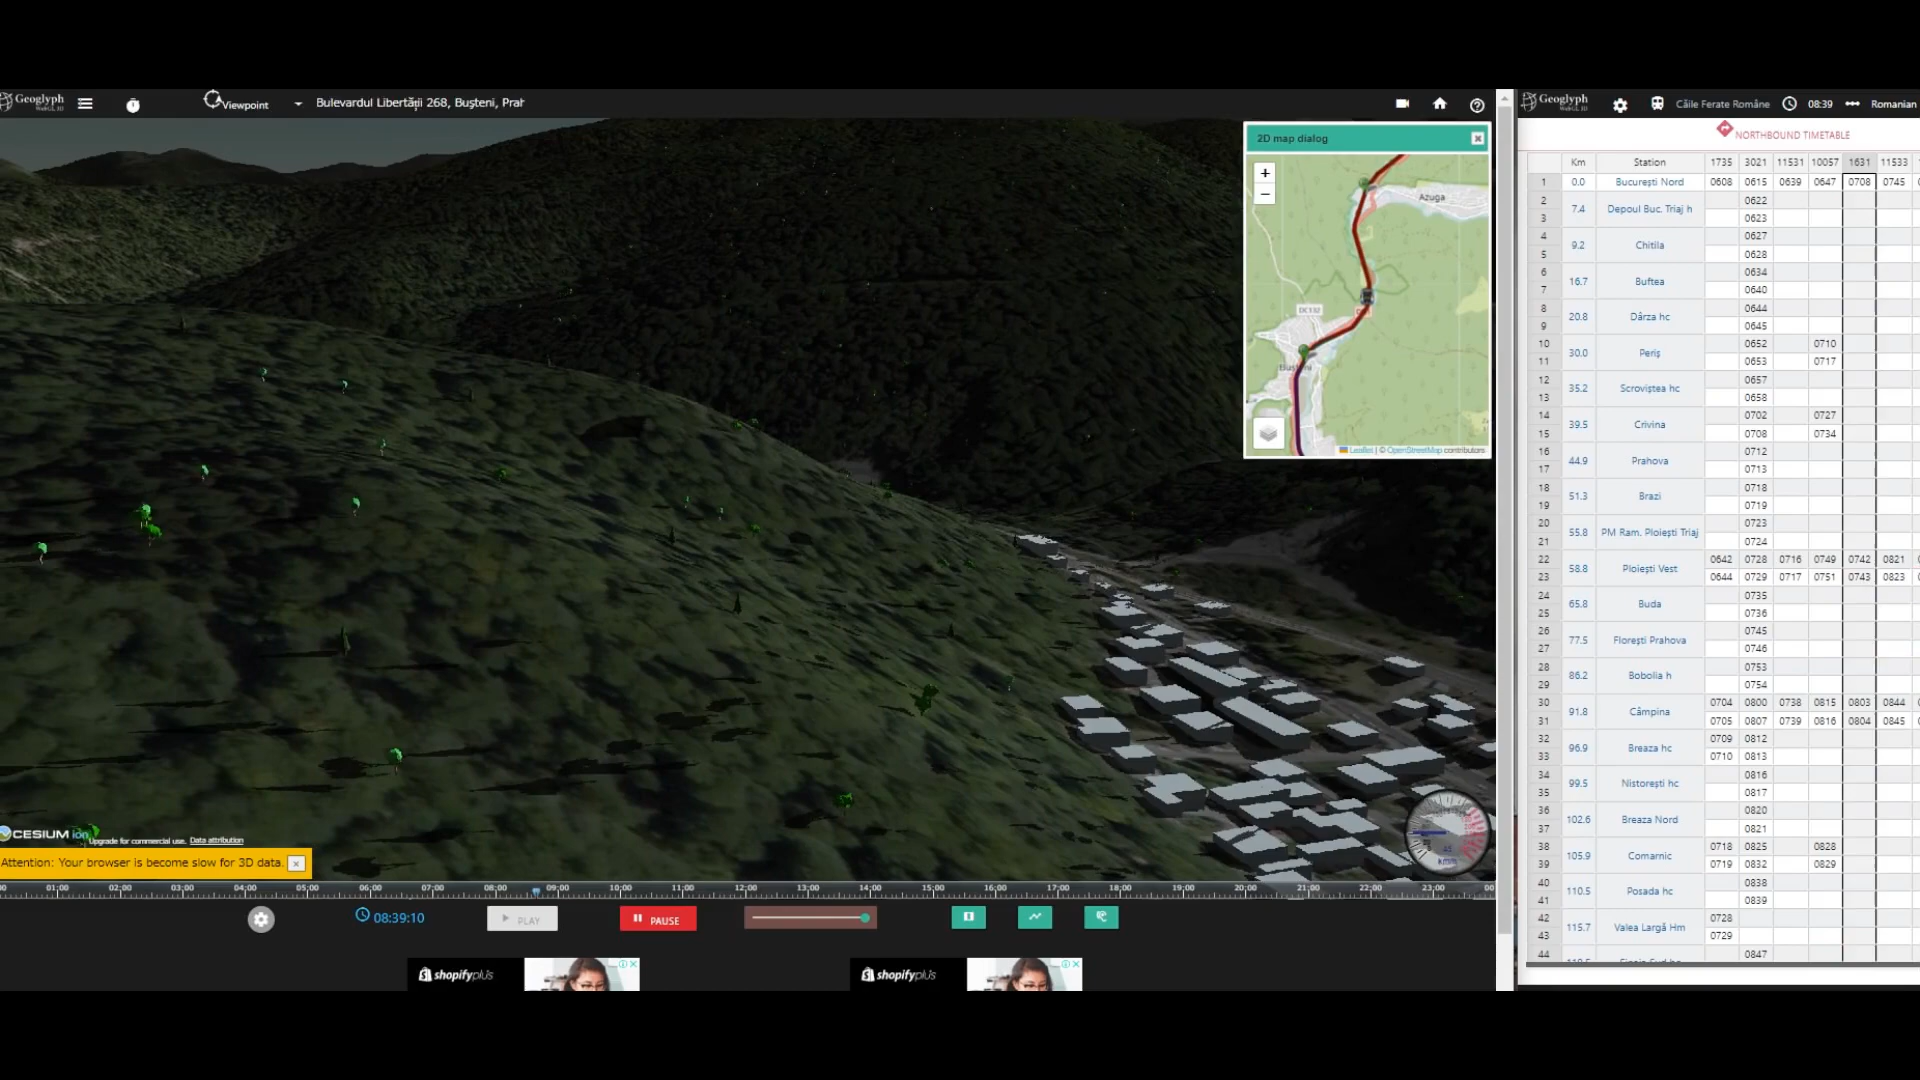 Geoglyph
Viewpoint
Bulevardul Libertății 268, Bușteni, Prał
2D map dialog
+
−
Azuga
DC132
Bușteni
Leaflet | © OpenStreetMap contributors
CESIUM ion
Upgrade for commercial use. Data attribution
Attention: Your browser is become slow for 3D data.
01:00 02:00 03:00 04:00 05:00 06:00 07:00 08:00 09:00 10:00 11:00 12:00 13:00 14:00 15:00 16:00 17:00 18:00 19:00 20:00 21:00 22:00 23:00 00
08:39:10
PLAY
PAUSE
shopifyplus
shopifyplus
Geoglyph
Căile Ferate Române
08:39
Romanian
NORTHBOUND TIMETABLE
Km Station 1735 3021 11531 10057 1631 11533
1 0.0 București Nord 0608 0615 0639 0647 0708 0745
2 7.4 Depoul Buc. Triaj h 0622
3 0623
4 9.2 Chitila 0627
5 0628
6 16.7 Buftea 0634
7 0640
8 20.8 Dârza hc 0644
9 0645
10 30.0 Periș 0652 0710
11 0653 0717
12 35.2 Scroviștea hc 0657
13 0658
14 39.5 Crivina 0702 0727
15 0708 0734
16 44.9 Prahova 0712
17 0713
18 51.3 Brazi 0718
19 0719
20 55.8 PM Ram. Ploiești Triaj 0723
21 0724
22 58.8 Ploiești Vest 0642 0728 0716 0749 0742 0821
23 0644 0729 0717 0751 0743 0823
24 65.8 Buda 0735
25 0736
26 77.5 Florești Prahova 0745
27 0746
28 86.2 Bobolia h 0753
29 0754
30 91.8 Câmpina 0704 0800 0738 0815 0803 0844
31 0705 0807 0739 0816 0804 0845
32 96.9 Breaza hc 0709 0812
33 0710 0813
34 99.5 Nistorești hc 0816
35 0817
36 102.6 Breaza Nord 0820
37 0821
38 105.9 Comarnic 0718 0825 0828
39 0719 0832 0829
40 110.5 Posada hc 0838
41 0839
42 115.7 Valea Largă Hm 0728
43 0729
44 0847